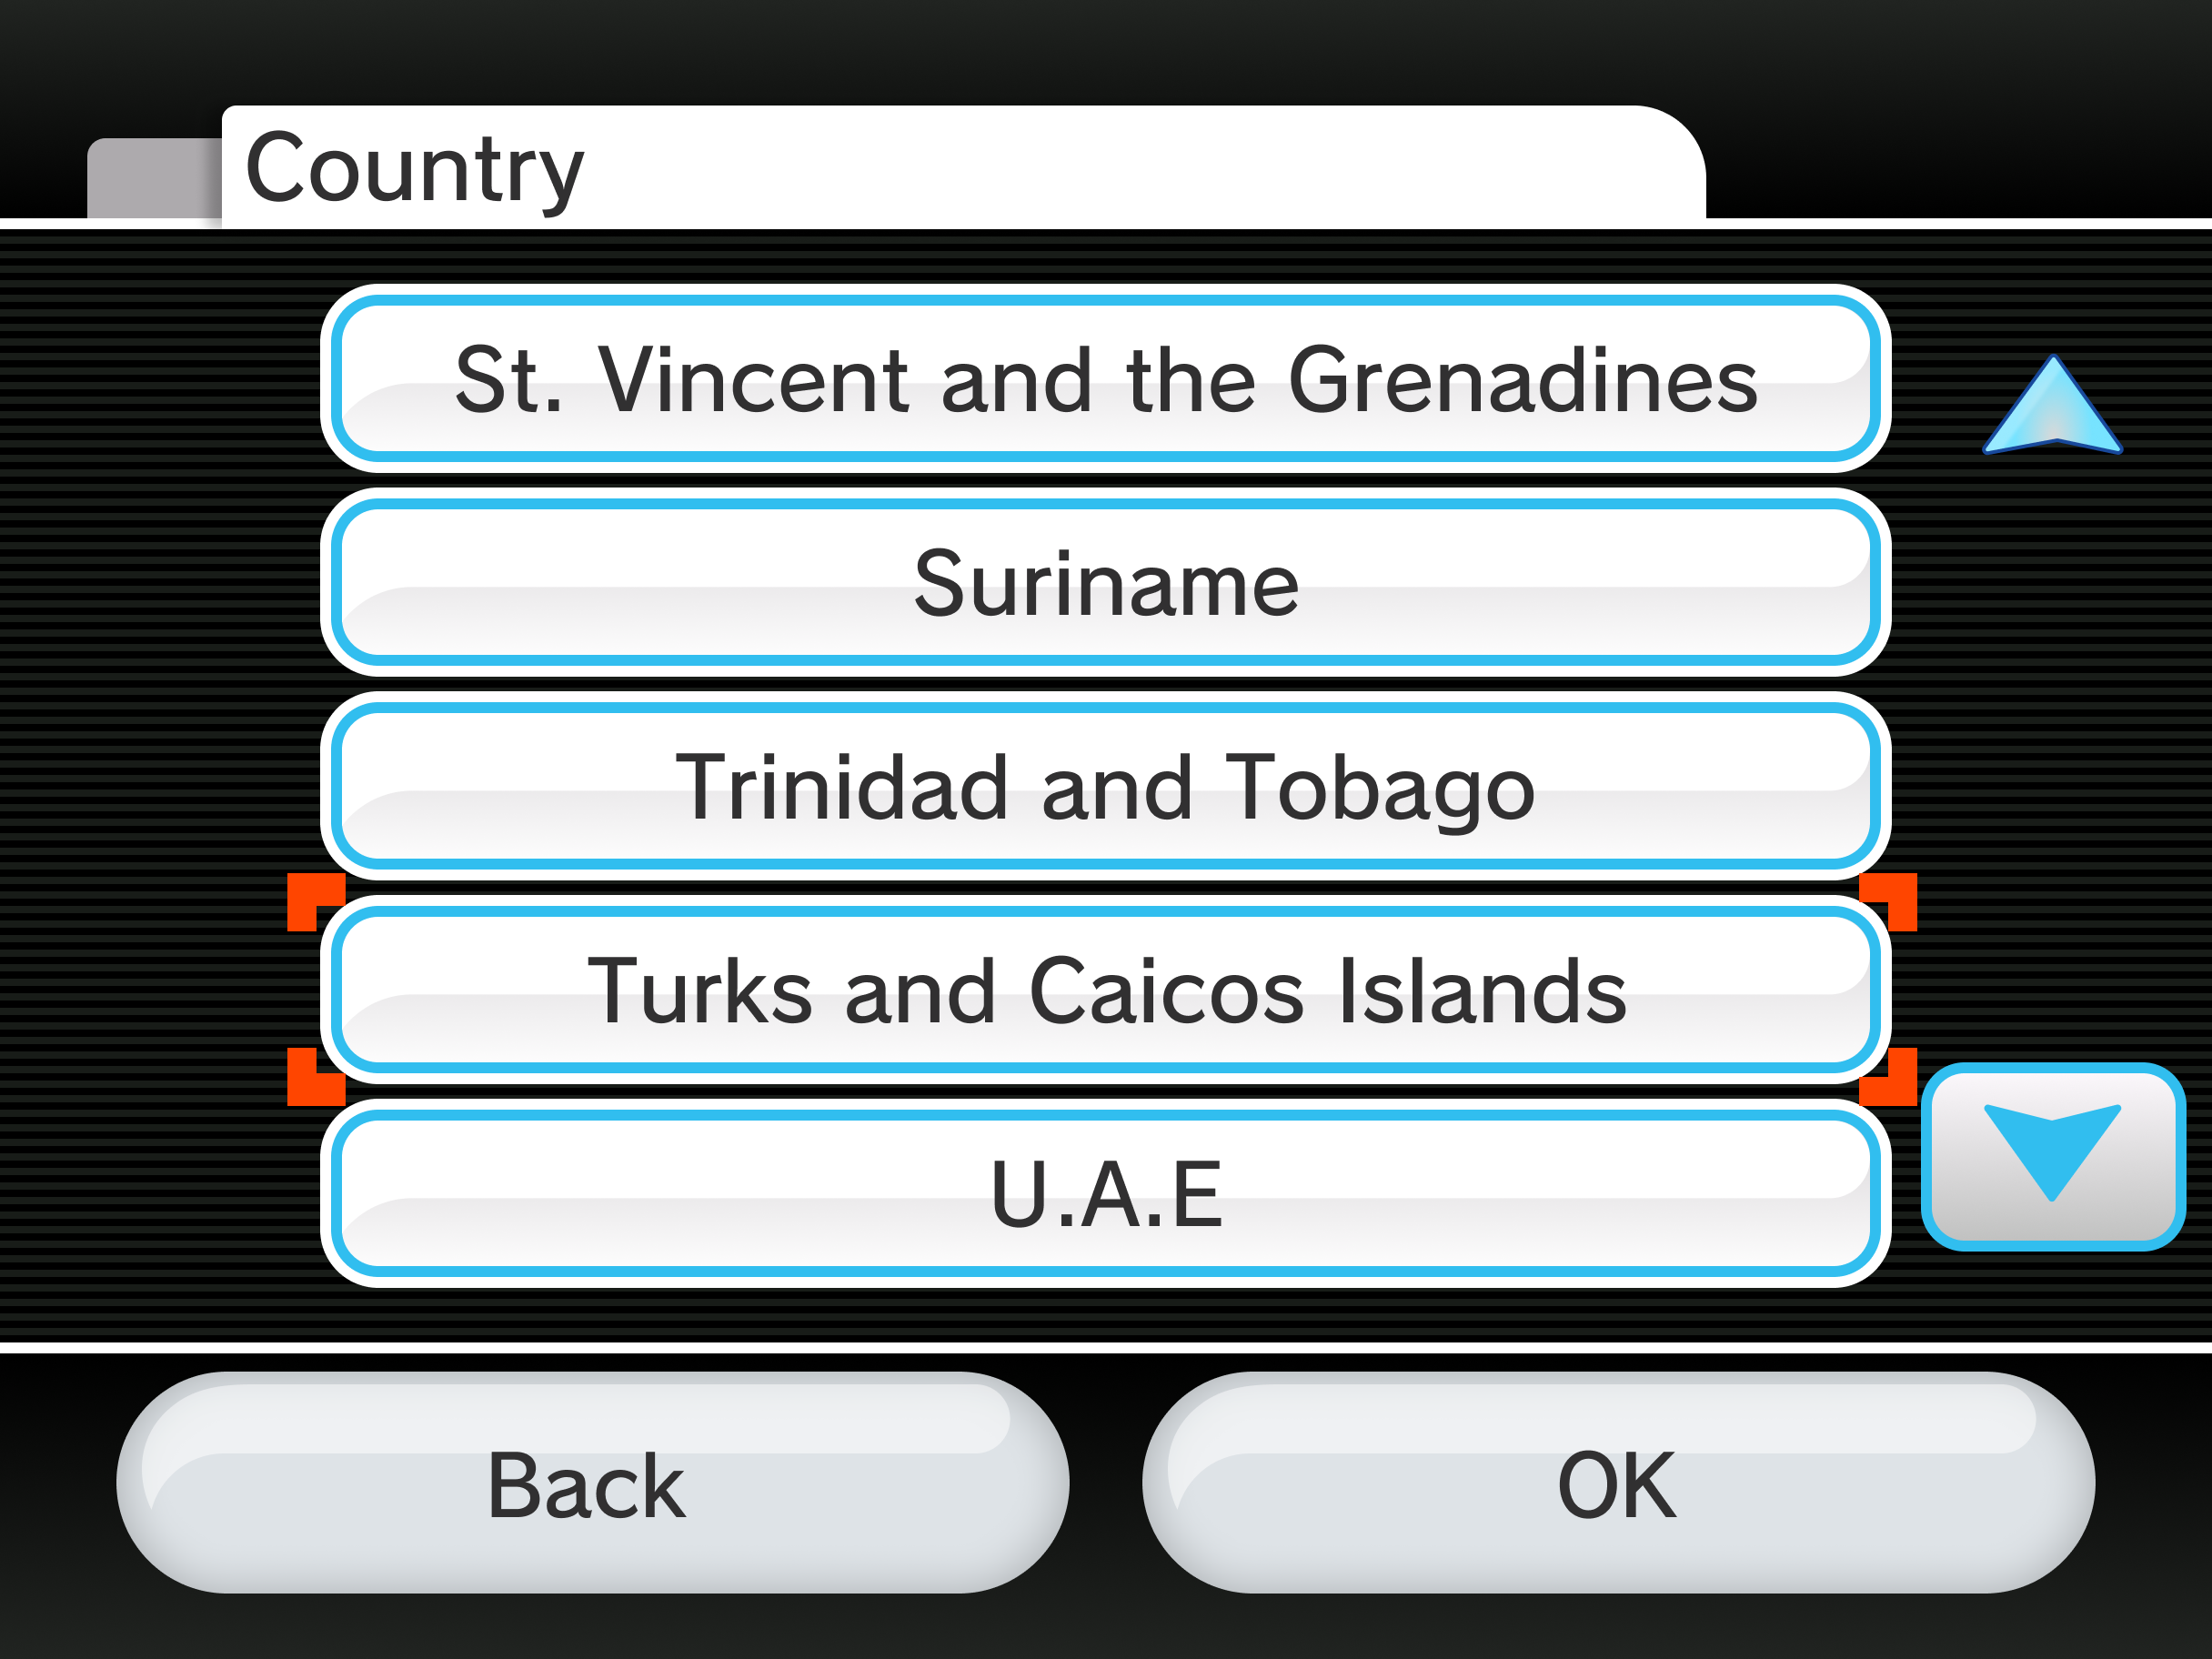 Country
St. Vincent and the Grenadines
Suriname
Trinidad and Tobago
Turks and Caicos Islands
U.A.E
Back
OK